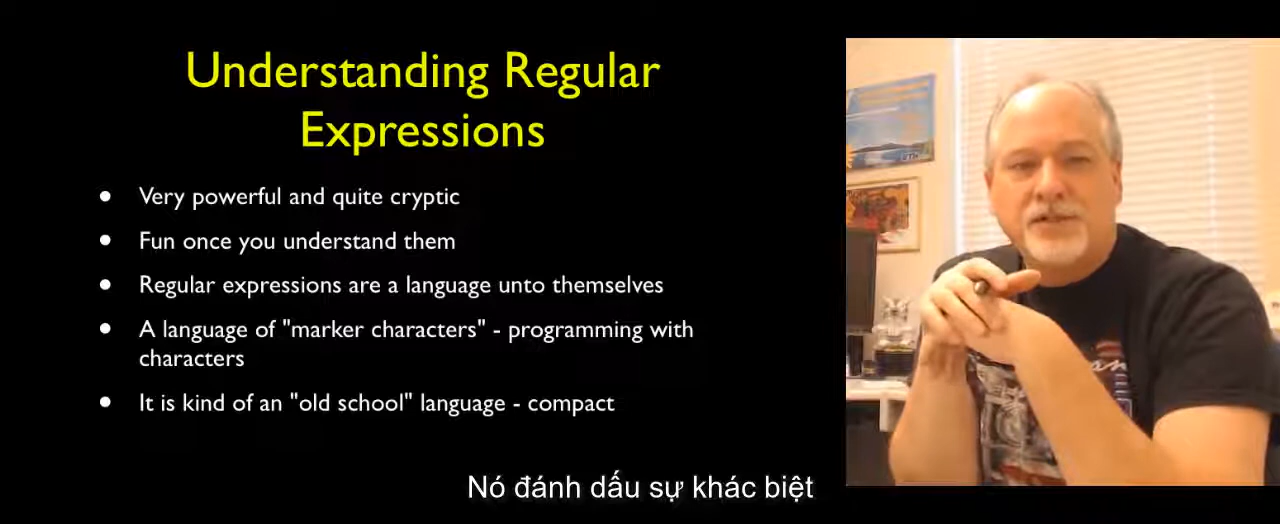 Understanding Regular
Expressions
● Very powerful and quite cryptic
● Fun once you understand them
● Regular expressions are a language unto themselves
● A language of "marker characters" - programming with
characters
● It is kind of an "old school" language - compact
Nó đánh dấu sự khác biệt